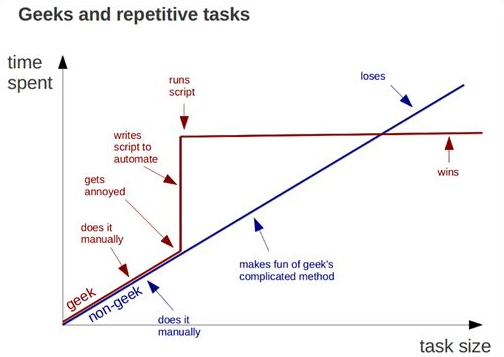 Geeks and repetitive tasks
time
spent
runs
script
loses
writes
script to
automate
gets
annoyed
wins
does it
manually
makes fun of geek's
complicated method
geek
non-geek
does it
manually
task size